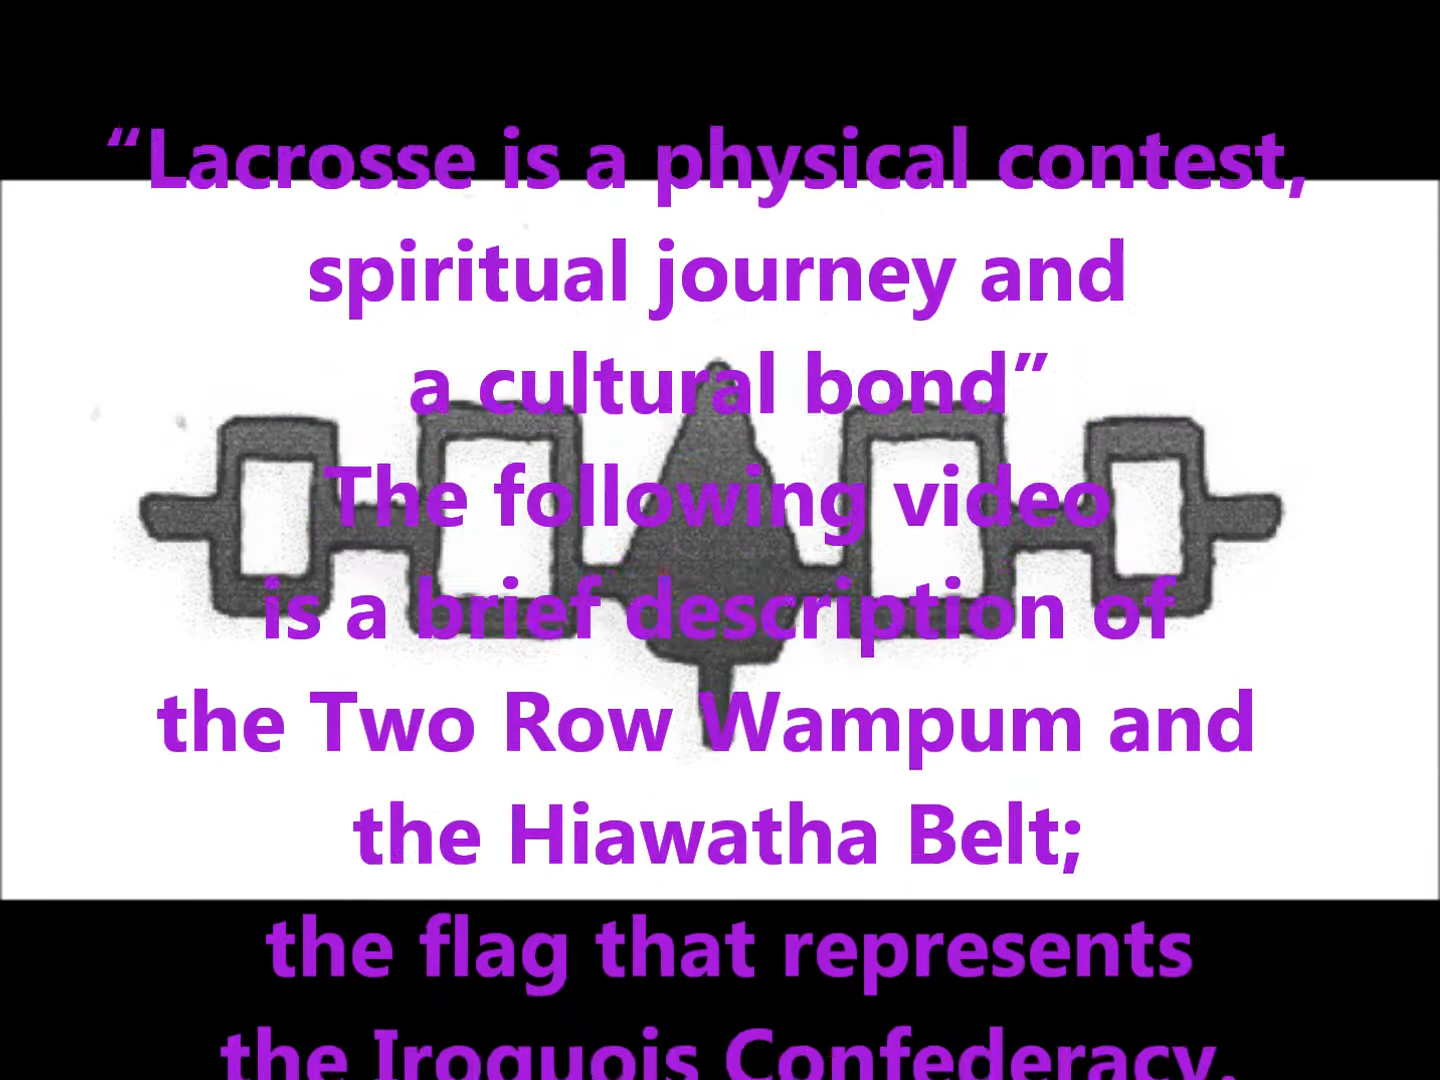 “Lacrosse is a physical contest,
spiritual journey and
a cultural bond”
The following video
is a brief description of
the Two Row Wampum and
the Hiawatha Belt;
the flag that represents
the Iroquois Confederacy.